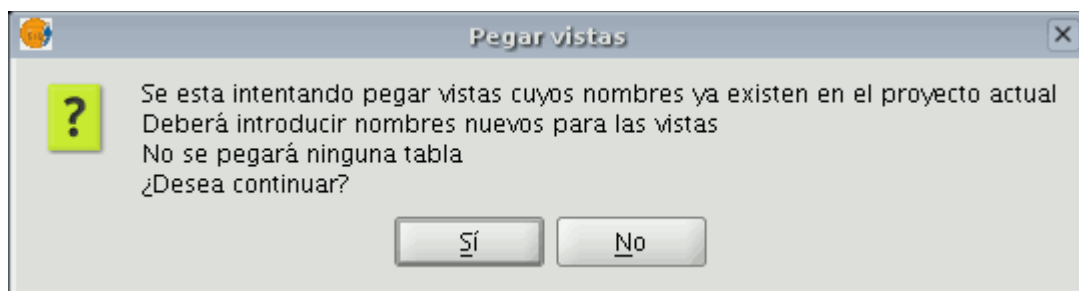 Pegar vistas
Se esta intentando pegar vistas cuyos nombres ya existen en el proyecto actual
Deberá introducir nombres nuevos para las vistas
No se pegará ninguna tabla
¿Desea continuar?
Sí
No